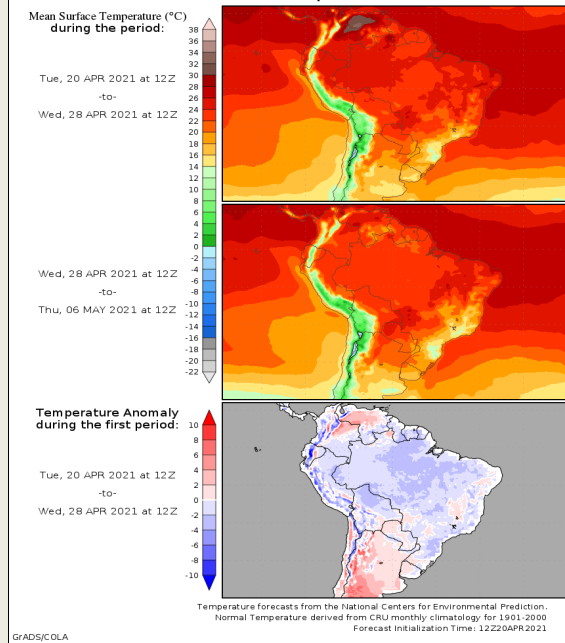 Mean Surface Temperature (°C)
during the period:
Tue, 20 APR 2021 at 12Z
-to-
Wed, 28 APR 2021 at 12Z
38
36
34
32
30
28
26
24
22
20
18
16
14
12
10
8
6
4
2
0
-2
-4
-6
-8
-10
-12
-14
-16
-18
-20
-22
Wed, 28 APR 2021 at 12Z
-to-
Thu, 06 MAY 2021 at 12Z
Temperature Anomaly
during the first period:
Tue, 20 APR 2021 at 12Z
-to-
Wed, 28 APR 2021 at 12Z
10
8
6
4
2
0
-2
-4
-6
-8
-10
Temperature forecasts from the National Centers for Environmental Prediction.
Normal Temperature derived from CRU monthly climatology for 1901-2000
Forecast Initialization Time: 12Z20APR2021
GrADS/COLA